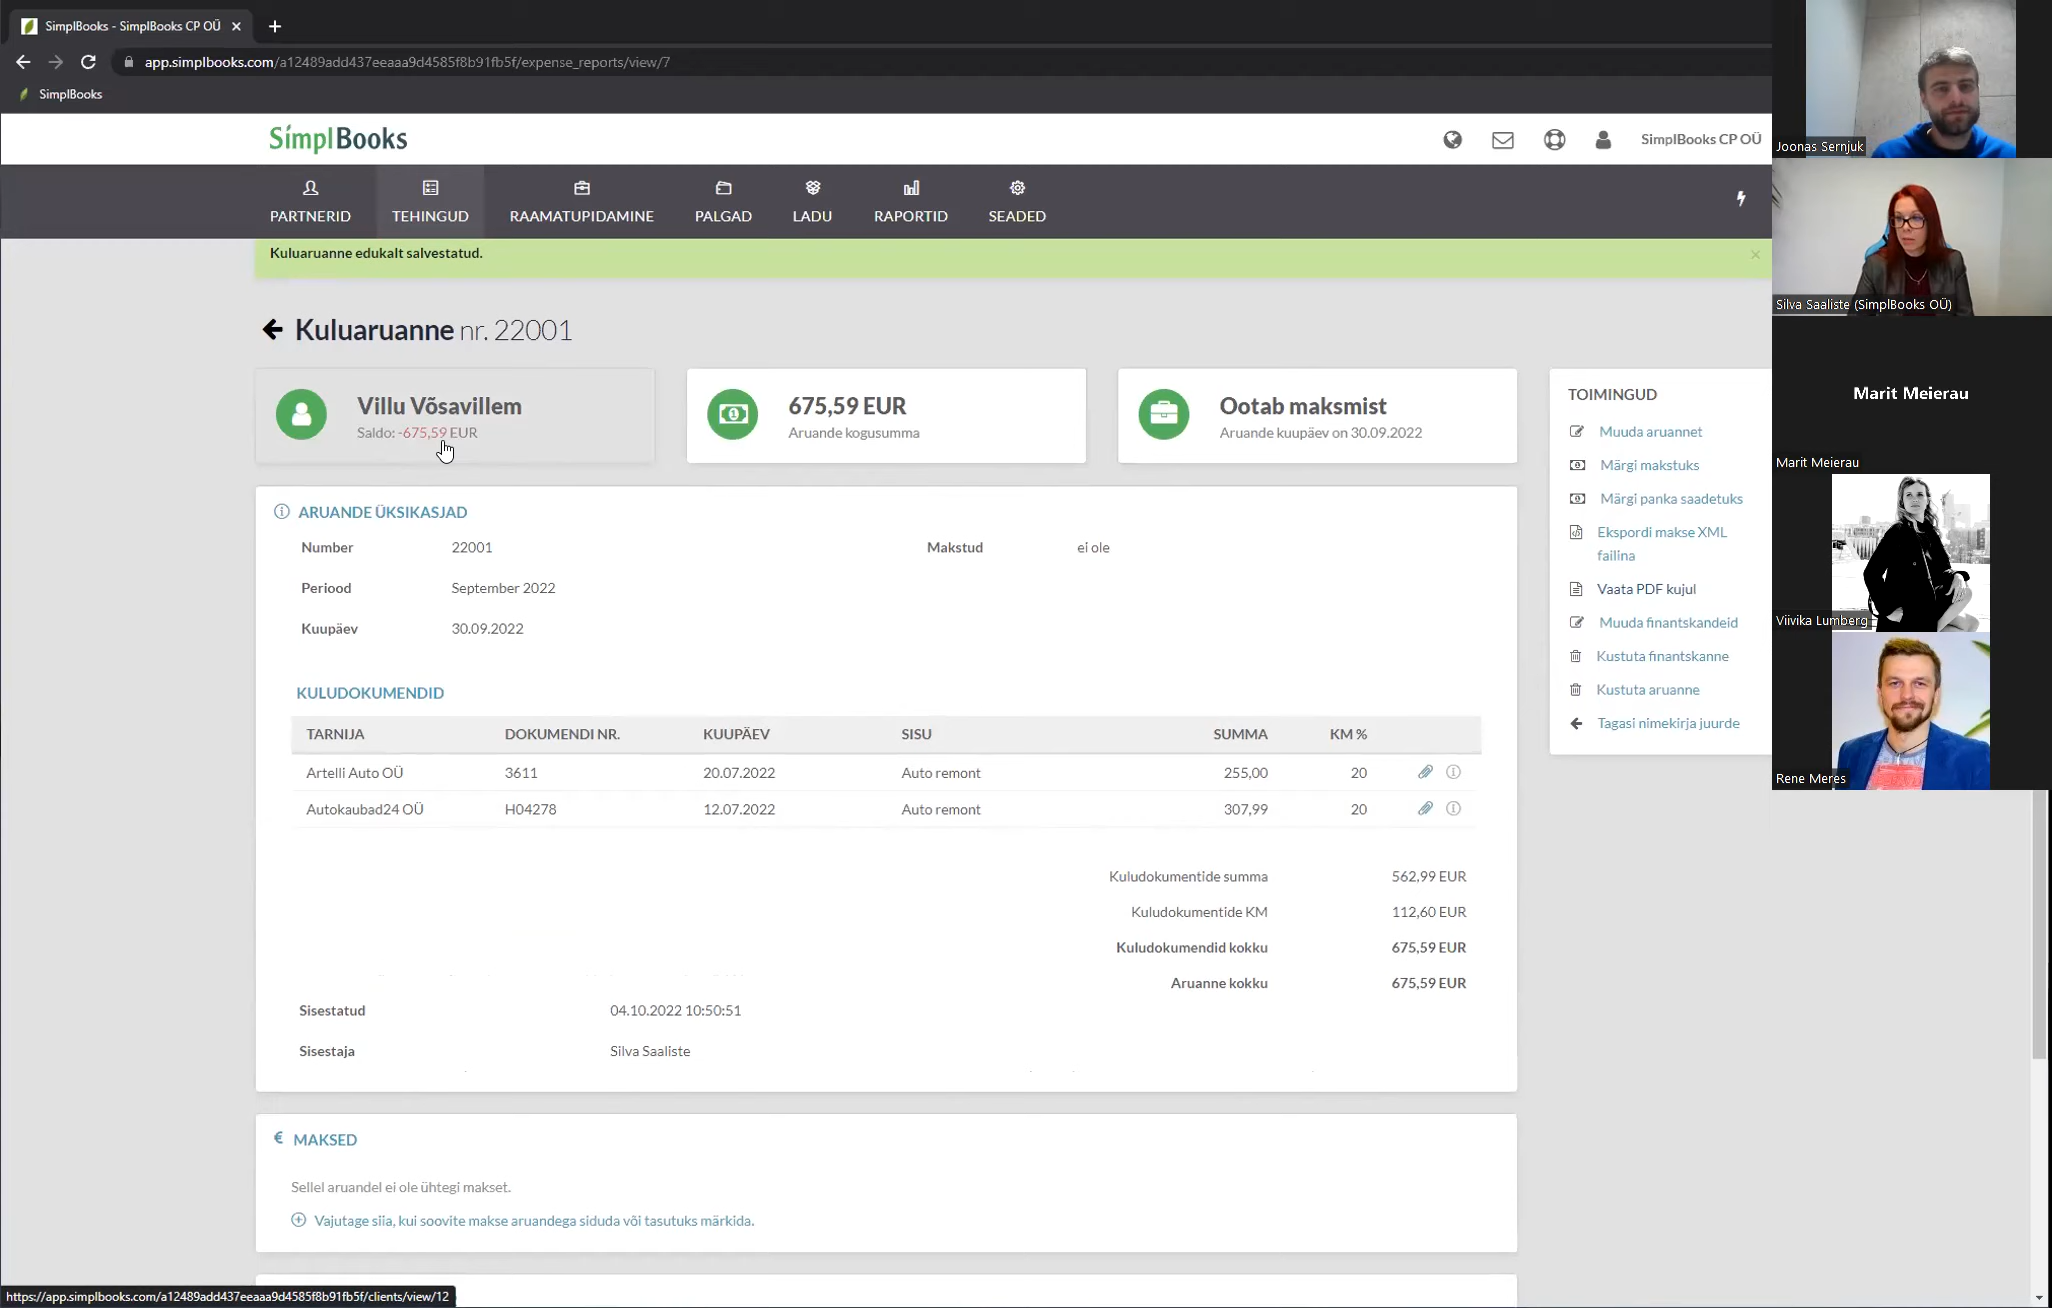 SimplBooks - SimplBooks CP OÜ
app.simplbooks.com/a12489add437eeaaa9d4585f8b91fb5f/expense_reports/view/7
SimplBooks
SimplBooks
SimplBooks CP OÜ
PARTNERID
TEHINGUD
RAAMATUPIDAMINE
PALGAD
LADU
RAPORTID
SEADED
Kuluaruanne edukalt salvestatud.
Kuluaruanne nr. 22001
Villu Võsavillem
Saldo: -675,59 EUR
675,59 EUR
Aruande kogusumma
Ootab maksmist
Aruande kuupäev on 30.09.2022
TOIMINGUD
Muuda aruannet
Märgi makstuks
Märgi panka saadetuks
Ekspordi makse XML
failina
Vaata PDF kujul
Muuda finantskandeid
Kustuta finantskanne
Kustuta aruanne
Tagasi nimekirja juurde
ARUANDE ÜKSIKASJAD
Number 22001 Makstud ei ole
Periood September 2022
Kuupäev 30.09.2022
KULUDOKUMENDID
TARNIJA DOKUMENDI NR. KUUPÄEV SISU SUMMA KM %
Artelli Auto OÜ 3611 20.07.2022 Auto remont 255,00 20
Autokaubad24 OÜ H04278 12.07.2022 Auto remont 307,99 20
Kuludokumentide summa 562,99 EUR
Kuludokumentide KM 112,60 EUR
Kuludokumendid kokku 675,59 EUR
Aruanne kokku 675,59 EUR
Sisestatud 04.10.2022 10:50:51
Sisestaja Silva Saaliste
MAKSED
Sellel aruandel ei ole ühtegi makset.
Vajutage siia, kui soovite makse aruandega siduda või tasutuks märkida.
https://app.simplbooks.com/a12489add437eeaaa9d4585f8b91fb5f/clients/view/12
Joonas Sernjuk
Silva Saaliste (SimplBooks OÜ)
Marit Meierau
Marit Meierau
Viivika Lumberg
Rene Meres